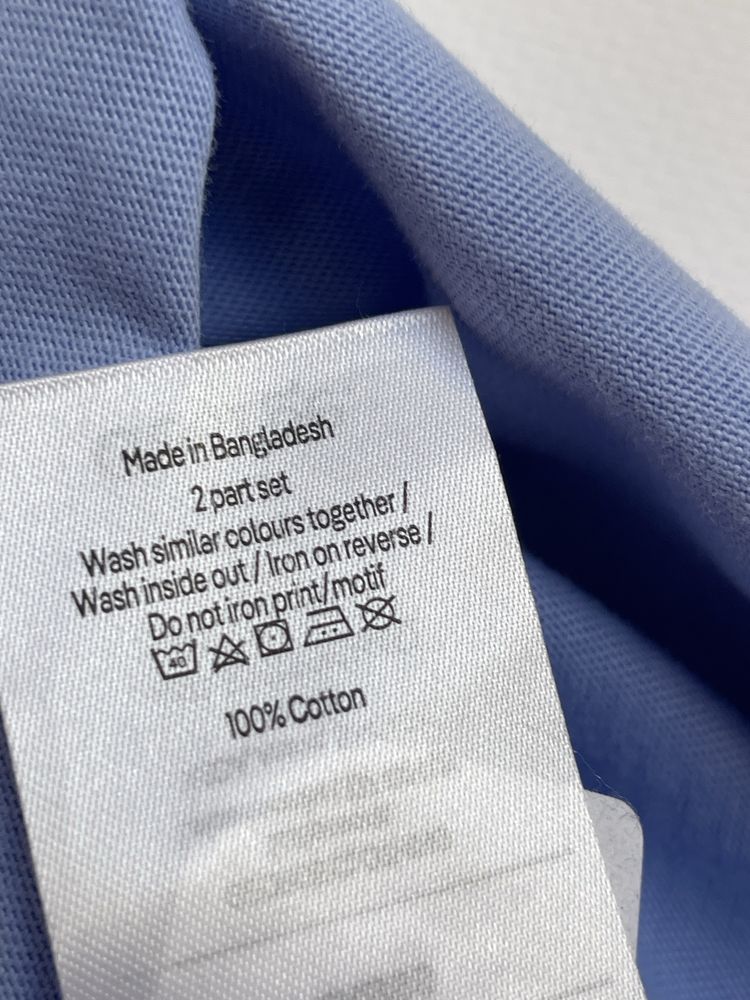 Made in Bangladesh
2 part set
Wash similar colours together /
Wash inside out / Iron on reverse /
Do not iron print/motif
40
100% Cotton